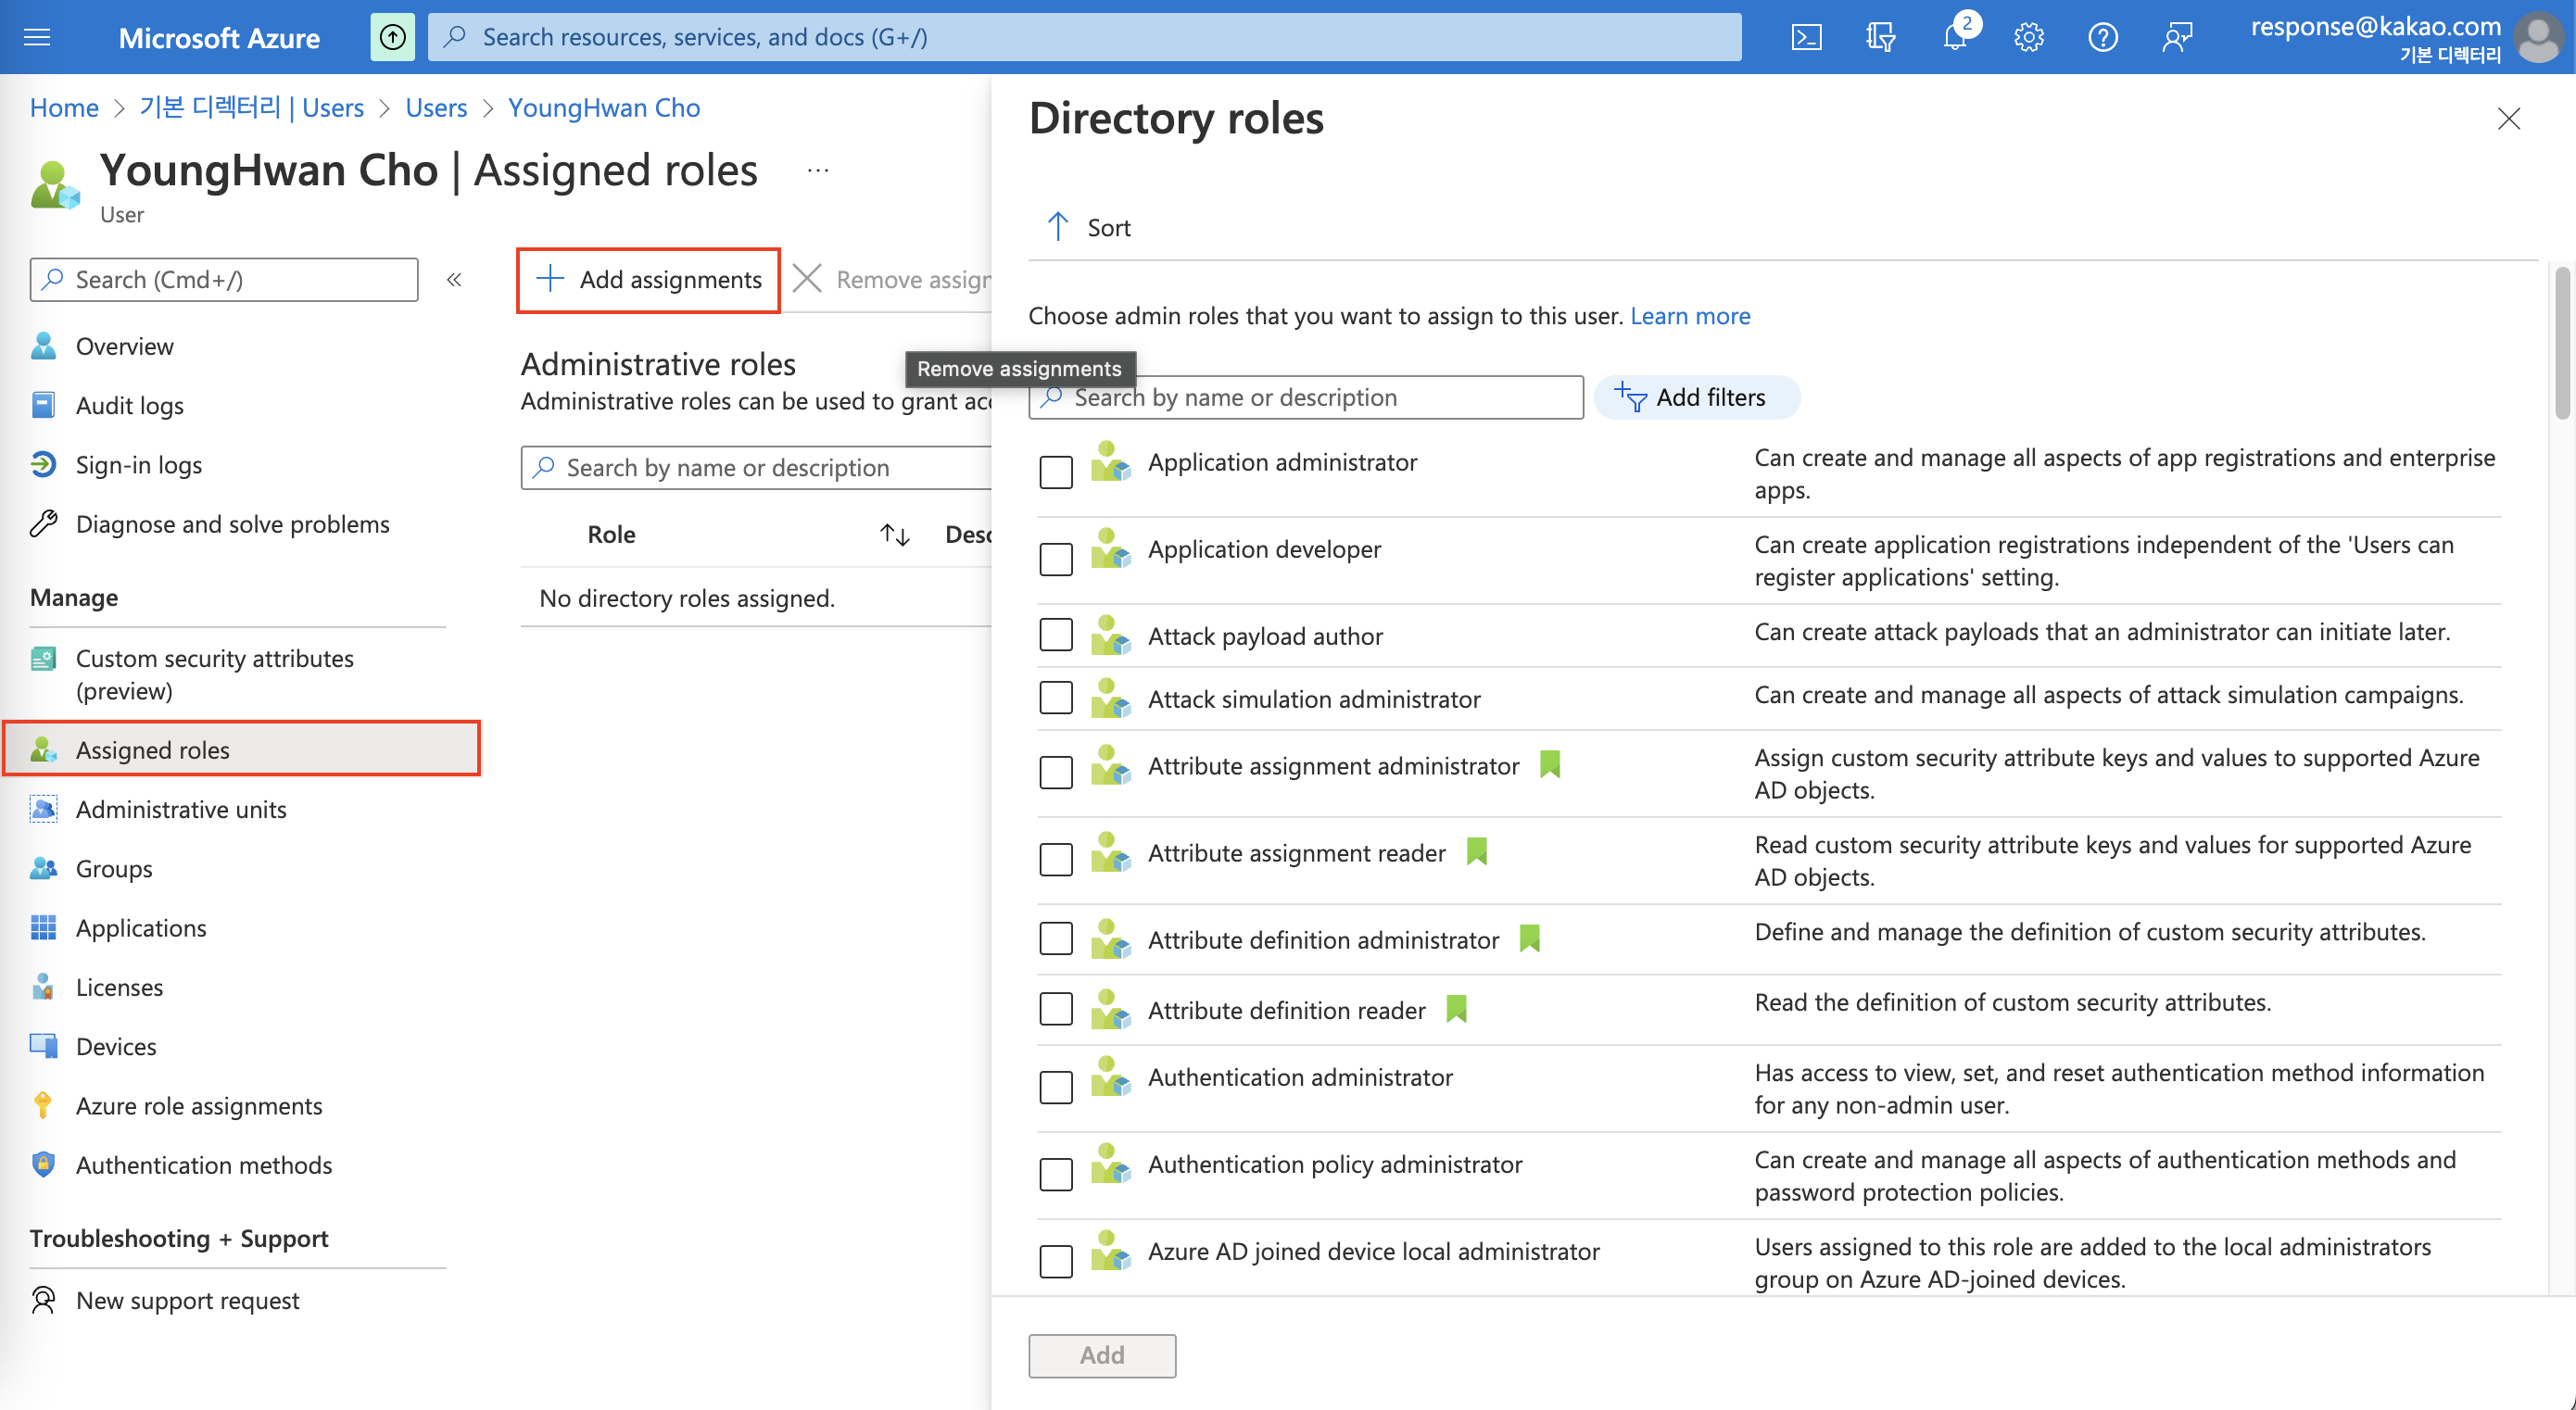 Microsoft Azure
Search resources, services, and docs (G+/)
2
response@kakao.com
기본 디렉터리
Home > 기본 디렉터리 | Users > Users > YoungHwan Cho
YoungHwan Cho | Assigned roles ...
User
Search (Cmd+/)
«
Overview
Audit logs
Sign-in logs
Diagnose and solve problems
Manage
Custom security attributes
(preview)
Assigned roles
Administrative units
Groups
Applications
Licenses
Devices
Azure role assignments
Authentication methods
Troubleshooting + Support
New support request
Add assignments
Remove assign
Administrative roles
Administrative roles can be used to grant acc
Search by name or description
Role
Desc
No directory roles assigned.
Remove assignments
Directory roles
Sort
Choose admin roles that you want to assign to this user. Learn more
Search by name or description
Add filters
Application administrator
Can create and manage all aspects of app registrations and enterprise
apps.
Application developer
Can create application registrations independent of the 'Users can
register applications' setting.
Attack payload author
Can create attack payloads that an administrator can initiate later.
Attack simulation administrator
Can create and manage all aspects of attack simulation campaigns.
Attribute assignment administrator
Assign custom security attribute keys and values to supported Azure
AD objects.
Attribute assignment reader
Read custom security attribute keys and values for supported Azure
AD objects.
Attribute definition administrator
Define and manage the definition of custom security attributes.
Attribute definition reader
Read the definition of custom security attributes.
Authentication administrator
Has access to view, set, and reset authentication method information
for any non-admin user.
Authentication policy administrator
Can create and manage all aspects of authentication methods and
password protection policies.
Azure AD joined device local administrator
Users assigned to this role are added to the local administrators
group on Azure AD-joined devices.
Add